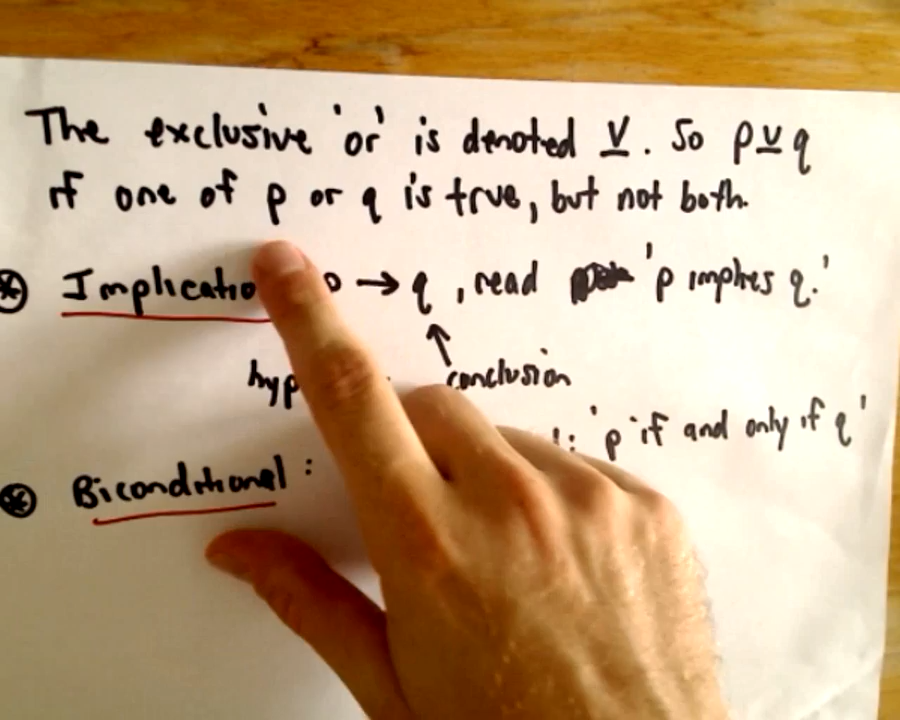 The exclusive 'or' is denoted ⊻. So p⊻q
if one of p or q is true, but not both.
⊛ Implicatio → q, read 'p implies q.'
↑
hyp conclusion
'p if and only if q'
⊛ Biconditional: